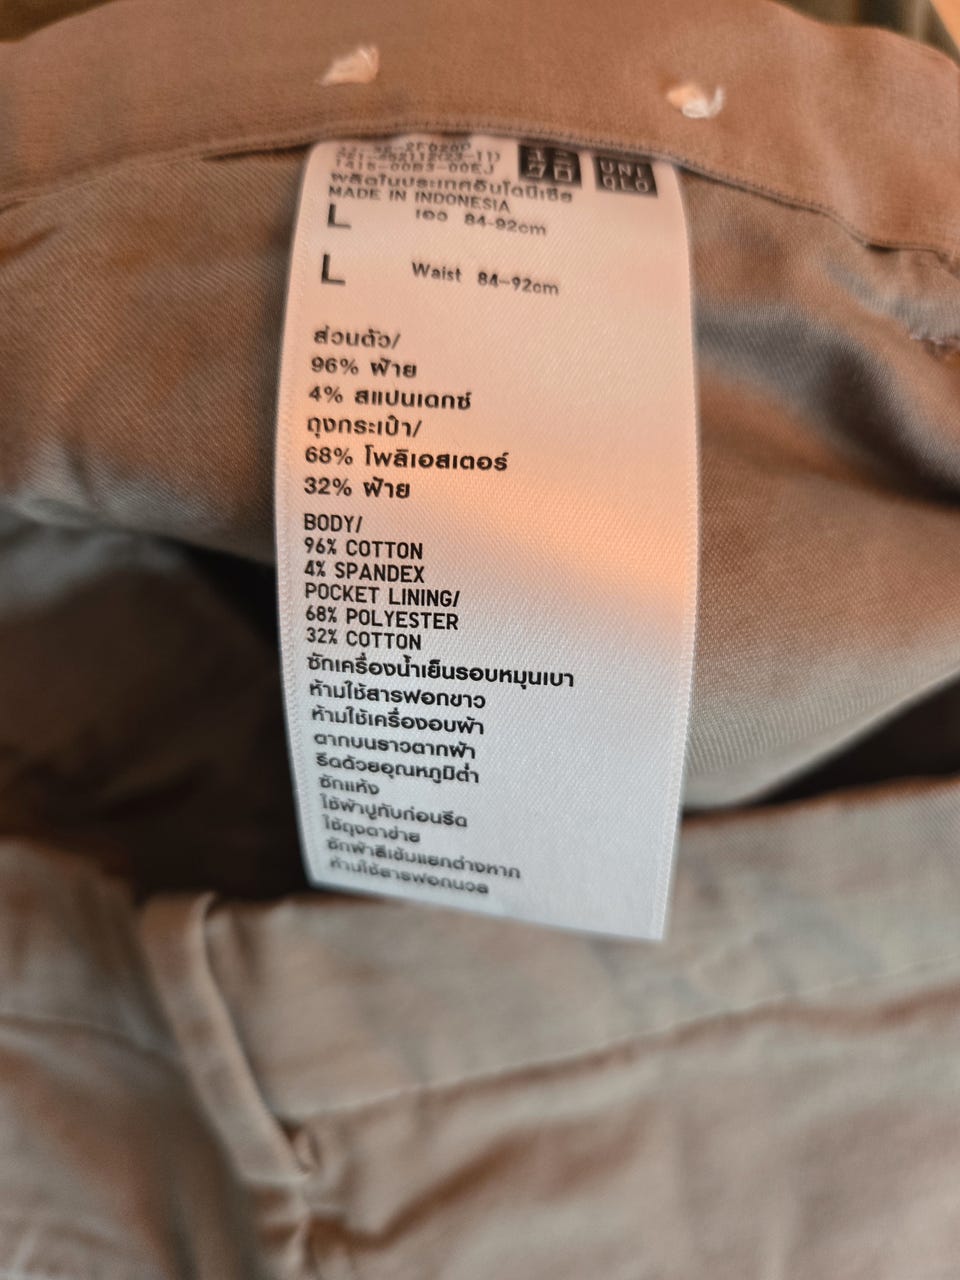 ユニ
クロ
UNI
QLO
ผลิตในประเทศอินโดนีเซีย
MADE IN INDONESIA
L เอว 84-92cm
L Waist 84-92cm
ส่วนตัว/
96% ฝ้าย
4% สแปนเดกซ์
ถุงกระเป๋า/
68% โพลีเอสเตอร์
32% ฝ้าย
BODY/
96% COTTON
4% SPANDEX
POCKET LINING/
68% POLYESTER
32% COTTON
ซักเครื่องน้ำเย็นรอบหมุนเบา
ห้ามใช้สารฟอกขาว
ห้ามใช้เครื่องอบผ้า
ตากบนราวตากผ้า
รีดด้วยอุณหภูมิต่ำ
ซักแห้ง
ใช้ผ้าปูทับก่อนรีด
ใช้ถุงตาข่าย
ซักผ้าสีเข้มแยกต่างหาก
ห้ามใช้สารฟอกนวล